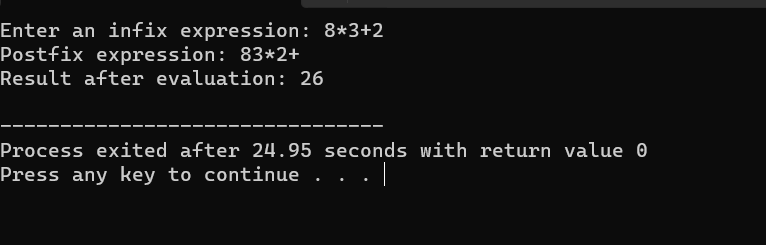 Enter an infix expression: 8*3+2
Postfix expression: 83*2+
Result after evaluation: 26
--------------------------------
Process exited after 24.95 seconds with return value 0
Press any key to continue . . .